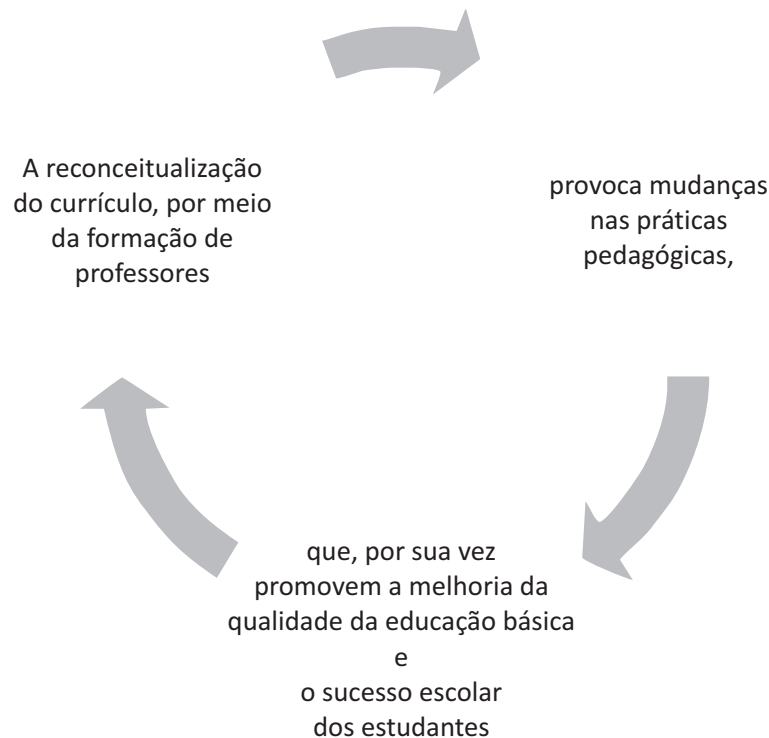 A reconceitualização
do currículo, por meio
da formação de
professores
provoca mudanças
nas práticas
pedagógicas,
que, por sua vez
promovem a melhoria da
qualidade da educação básica
e
o sucesso escolar
dos estudantes